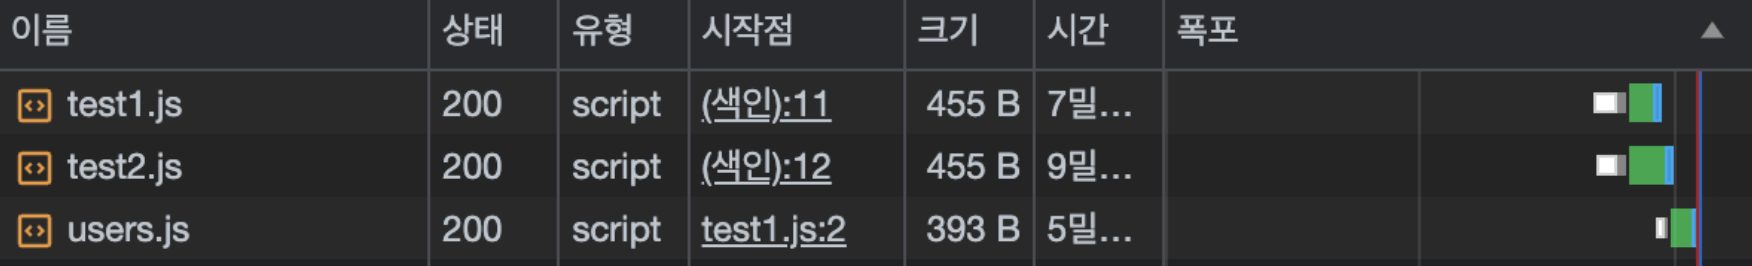 이름 상태 유형 시작점 크기 시간 폭포
test1.js 200 script (색인):11 455 B 7밀...
test2.js 200 script (색인):12 455 B 9밀...
users.js 200 script test1.js:2 393 B 5밀...